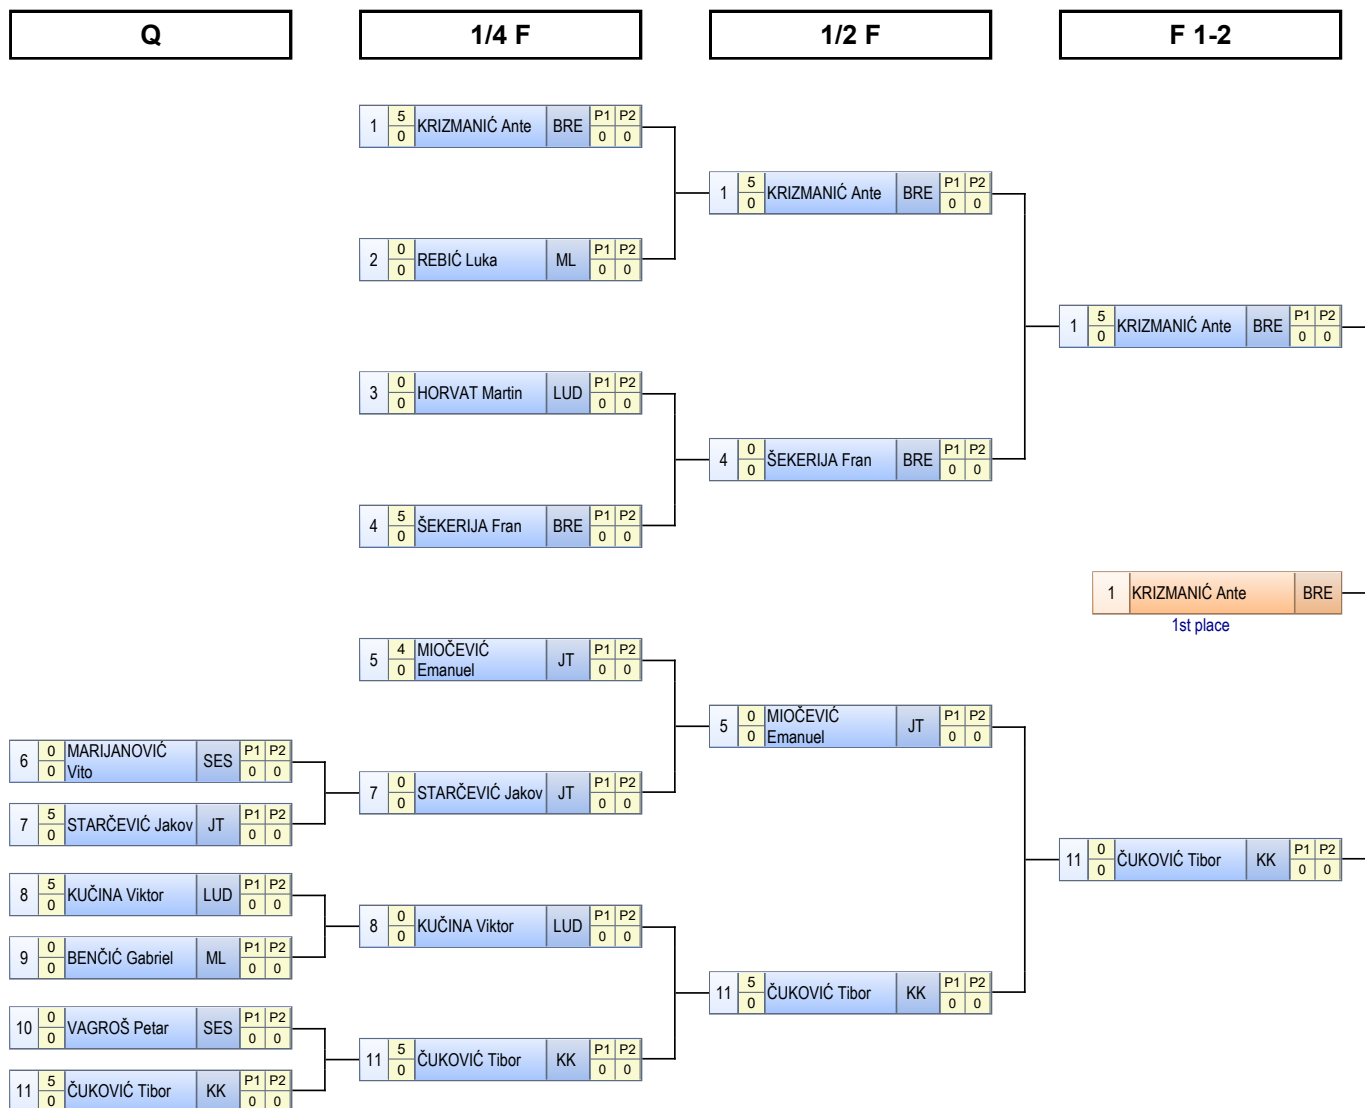 Q
1/4 F
1/2 F
F 1-2
1 5 0 KRIZMANIĆ Ante BRE P1 P2 0 0
2 0 0 REBIĆ Luka ML P1 P2 0 0
3 0 0 HORVAT Martin LUD P1 P2 0 0
4 5 0 ŠEKERIJA Fran BRE P1 P2 0 0
5 4 0 MIOČEVIĆ
Emanuel JT P1 P2 0 0
6 0 0 MARIJANOVIĆ
Vito SES P1 P2 0 0
7 5 0 STARČEVIĆ Jakov JT P1 P2 0 0
8 5 0 KUČINA Viktor LUD P1 P2 0 0
9 0 0 BENČIĆ Gabriel ML P1 P2 0 0
10 0 0 VAGROŠ Petar SES P1 P2 0 0
11 5 0 ČUKOVIĆ Tibor KK P1 P2 0 0
7 0 0 STARČEVIĆ Jakov JT P1 P2 0 0
8 0 0 KUČINA Viktor LUD P1 P2 0 0
11 5 0 ČUKOVIĆ Tibor KK P1 P2 0 0
1 5 0 KRIZMANIĆ Ante BRE P1 P2 0 0
4 0 0 ŠEKERIJA Fran BRE P1 P2 0 0
5 0 0 MIOČEVIĆ
Emanuel JT P1 P2 0 0
11 5 0 ČUKOVIĆ Tibor KK P1 P2 0 0
1 5 0 KRIZMANIĆ Ante BRE P1 P2 0 0
1 KRIZMANIĆ Ante BRE
1st place
11 0 0 ČUKOVIĆ Tibor KK P1 P2 0 0